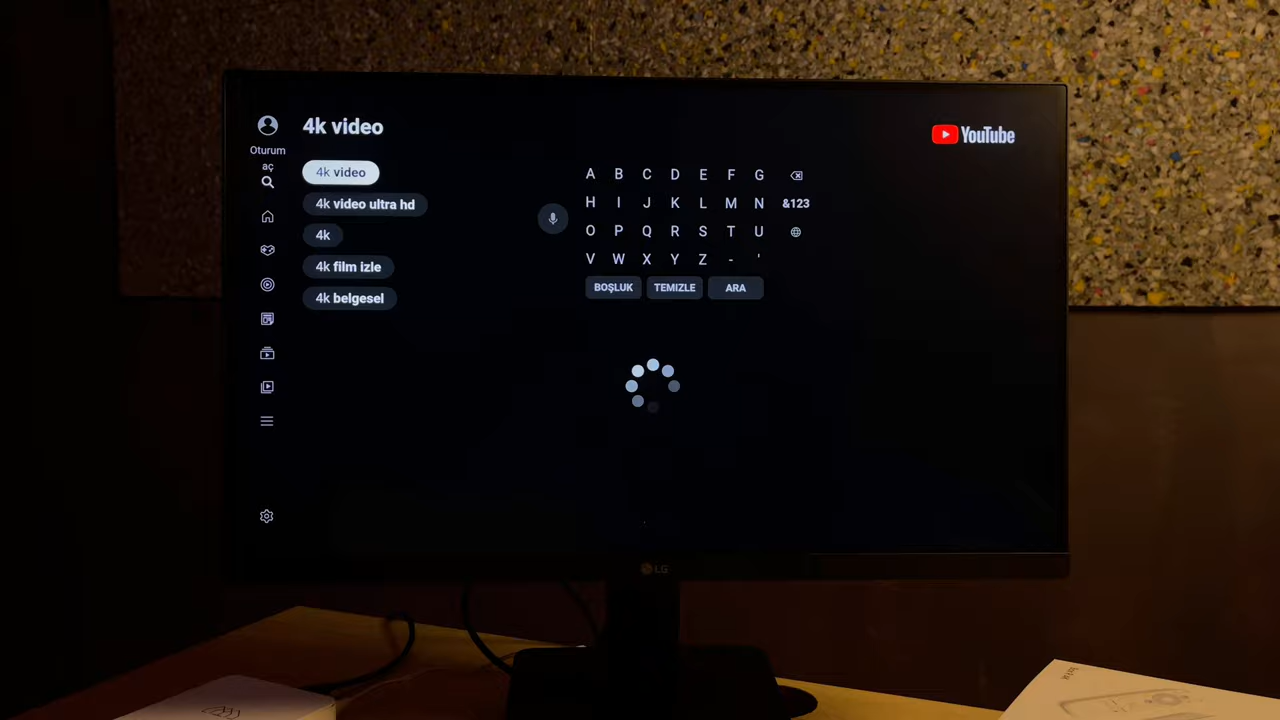 4k video
YouTube
Oturum
aç
4k video
4k video ultra hd
4k
4k film izle
4k belgesel
A B C D E F G
H I J K L M N &123
O P Q R S T U
V W X Y Z - '
BOŞLUK TEMIZLE ARA
LG